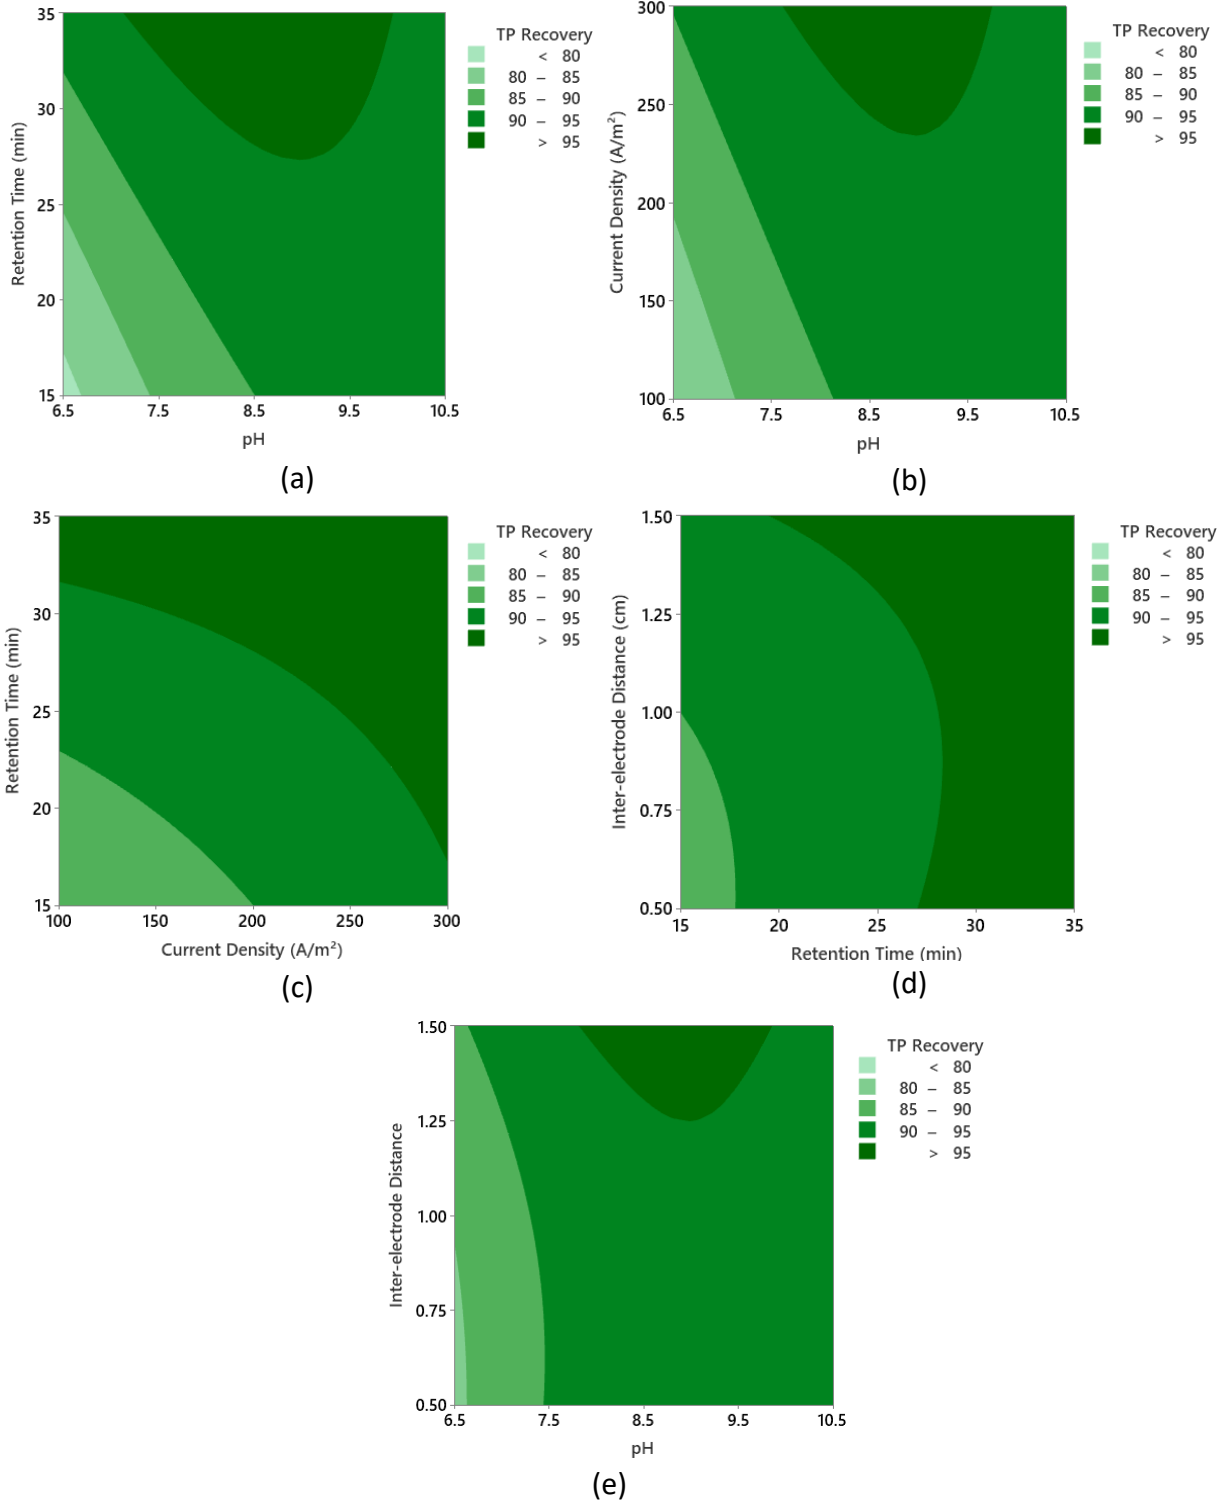 TP Recovery
< 80
80 – 85
85 – 90
90 – 95
> 95
35
30
25
20
15
Retention Time (min)
6.5 7.5 8.5 9.5 10.5
pH
(a)
TP Recovery
< 80
80 – 85
85 – 90
90 – 95
> 95
300
250
200
150
100
Current Density (A/m²)
6.5 7.5 8.5 9.5 10.5
pH
(b)
TP Recovery
< 80
80 – 85
85 – 90
90 – 95
> 95
35
30
25
20
15
Retention Time (min)
100 150 200 250 300
Current Density (A/m²)
(c)
TP Recovery
< 80
80 – 85
85 – 90
90 – 95
> 95
1.50
1.25
1.00
0.75
0.50
Inter-electrode Distance (cm)
15 20 25 30 35
Retention Time (min)
(d)
TP Recovery
< 80
80 – 85
85 – 90
90 – 95
> 95
1.50
1.25
1.00
0.75
0.50
Inter-electrode Distance
6.5 7.5 8.5 9.5 10.5
pH
(e)